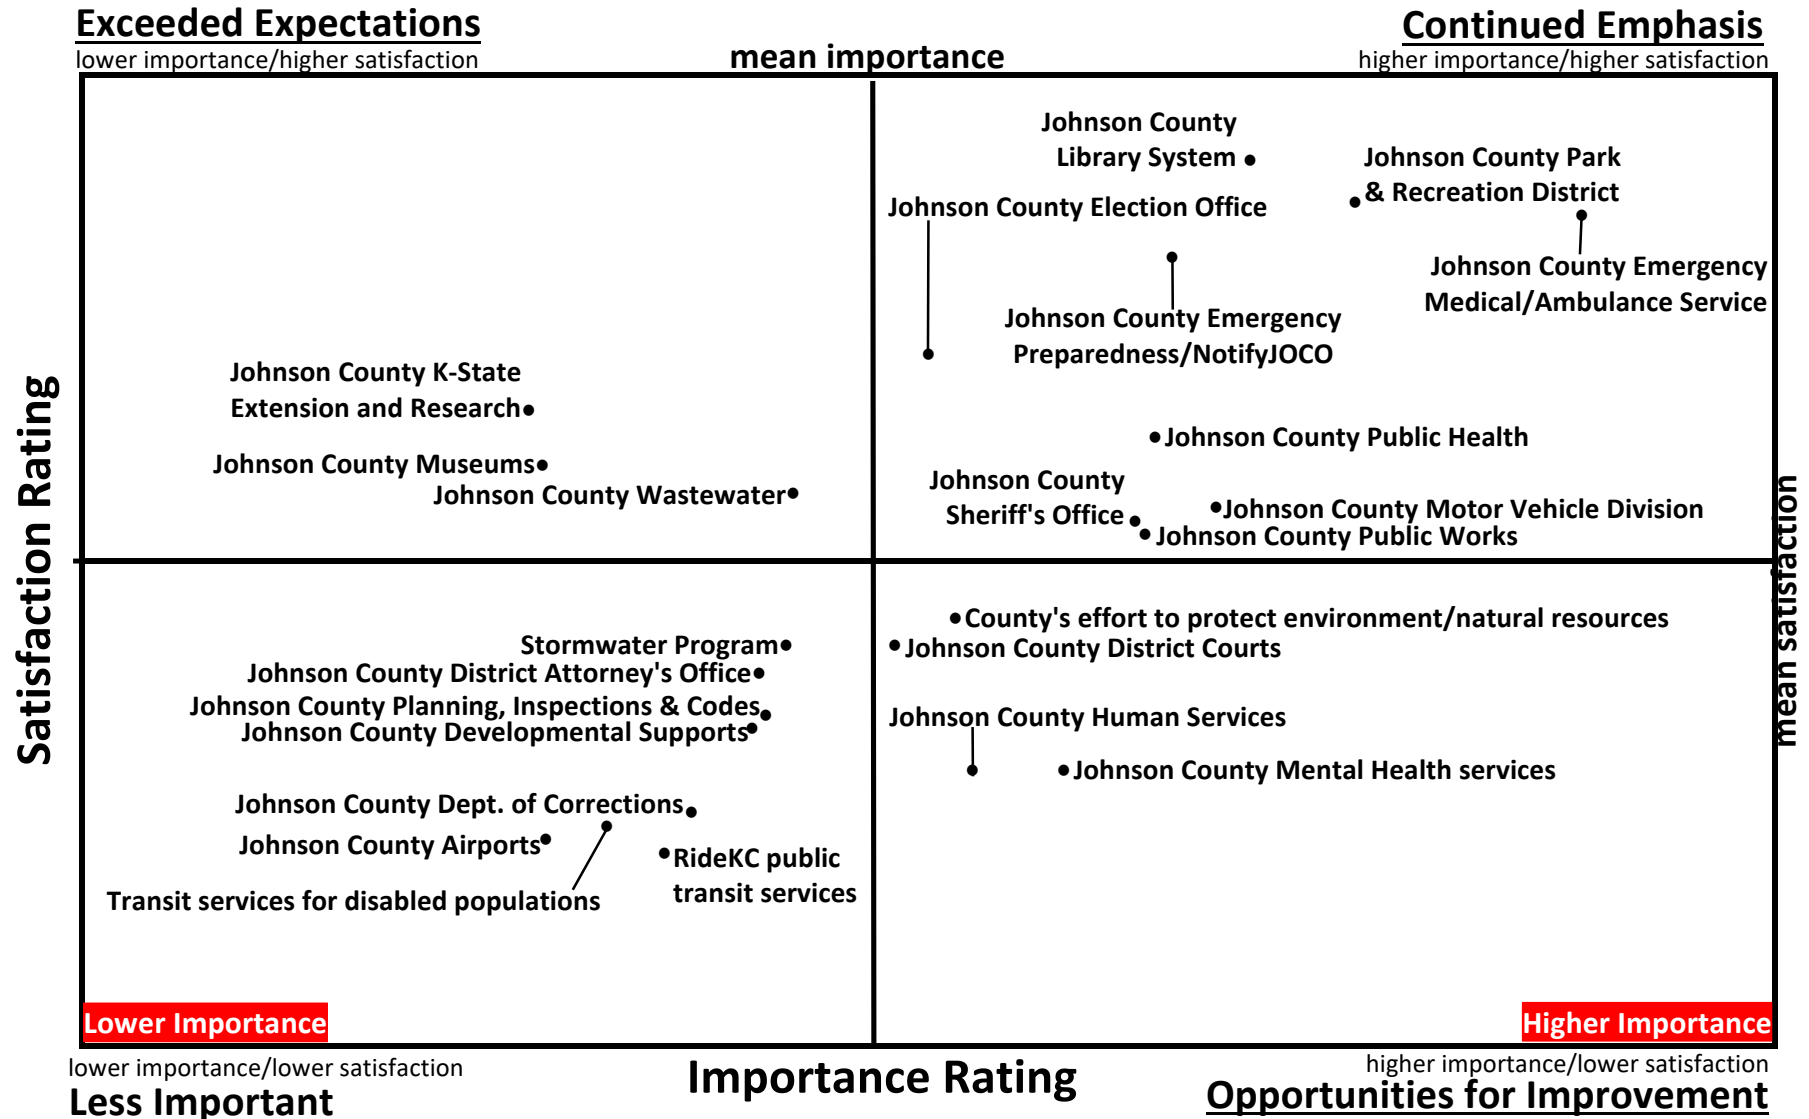 Exceeded Expectations
lower importance/higher satisfaction
mean importance
Continued Emphasis
higher importance/higher satisfaction
Johnson County
Library System
Johnson County Park
& Recreation District
Johnson County Election Office
Johnson County Emergency
Medical/Ambulance Service
Johnson County Emergency
Preparedness/NotifyJOCO
Johnson County K-State
Extension and Research
Johnson County Museums
Johnson County Wastewater
Johnson County Public Health
Johnson County
Sheriff's Office
Johnson County Motor Vehicle Division
Johnson County Public Works
Satisfaction Rating
mean satisfaction
Stormwater Program
Johnson County District Attorney's Office
Johnson County Planning, Inspections & Codes
Johnson County Developmental Supports
County's effort to protect environment/natural resources
Johnson County District Courts
Johnson County Human Services
Johnson County Mental Health services
Johnson County Dept. of Corrections
Johnson County Airports
RideKC public
transit services
Transit services for disabled populations
Lower Importance
Higher Importance
lower importance/lower satisfaction
Less Important
Importance Rating
higher importance/lower satisfaction
Opportunities for Improvement